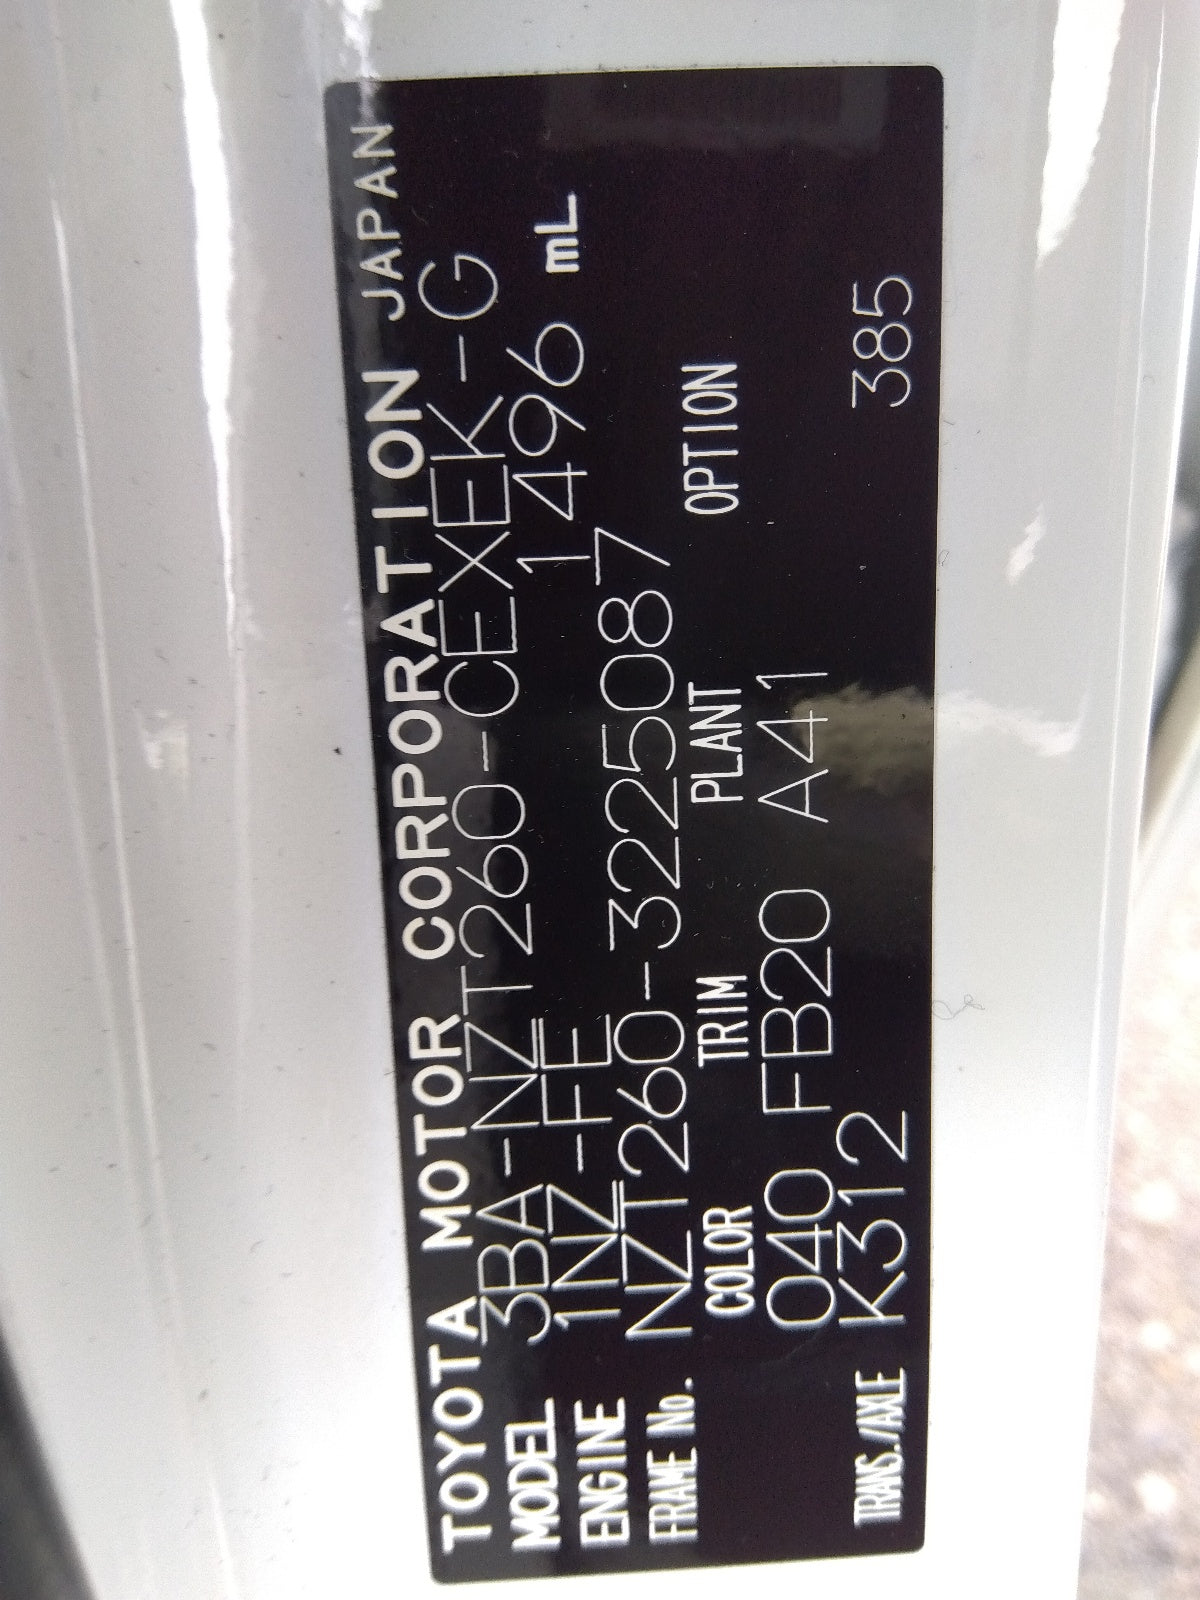 TOYOTA MOTOR CORPORATION JAPAN
MODEL 3BA-NZT260-CEXEK-G
ENGINE 1NZ-FE 1496 mL
FRAME No. NZT260-3225087
COLOR TRIM PLANT OPTION
040 FB20 A41
TRANS./AXLE K312 385